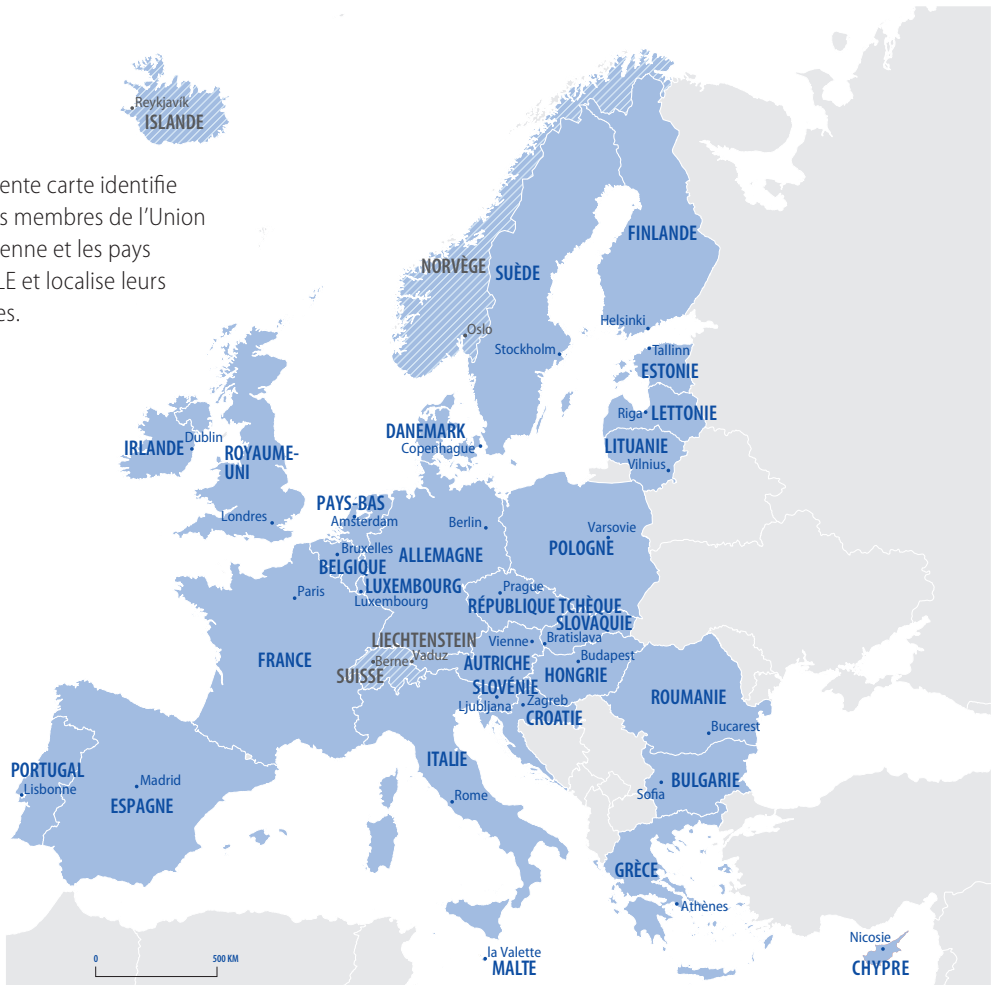 Reykjavik
ISLANDE
ente carte identifie
s membres de l’Union
enne et les pays
LE et localise leurs
es.
NORVÈGE
SUÈDE
FINLANDE
Oslo
Stockholm
Helsinki
Tallinn
ESTONIE
Riga
LETTONIE
LITUANIE
Vilnius
DANEMARK
Copenhague
IRLANDE
Dublin
ROYAUME-
UNI
Londres
PAYS-BAS
Amsterdam
Berlin
Varsovie
POLOGNE
Bruxelles
BELGIQUE
ALLEMAGNE
LUXEMBOURG
Luxembourg
Paris
Prague
RÉPUBLIQUE TCHÈQUE
SLOVAQUIE
LIECHTENSTEIN
Vienne
Bratislava
FRANCE
Berne
Vaduz
SUISSE
AUTRICHE
Budapest
HONGRIE
SLOVÉNIE
Ljubljana
Zagreb
CROATIE
ROUMANIE
Bucarest
ITALIE
Rome
PORTUGAL
Lisbonne
Madrid
ESPAGNE
BULGARIE
Sofia
GRÈCE
Athènes
la Valette
MALTE
Nicosie
CHYPRE
0
500 KM